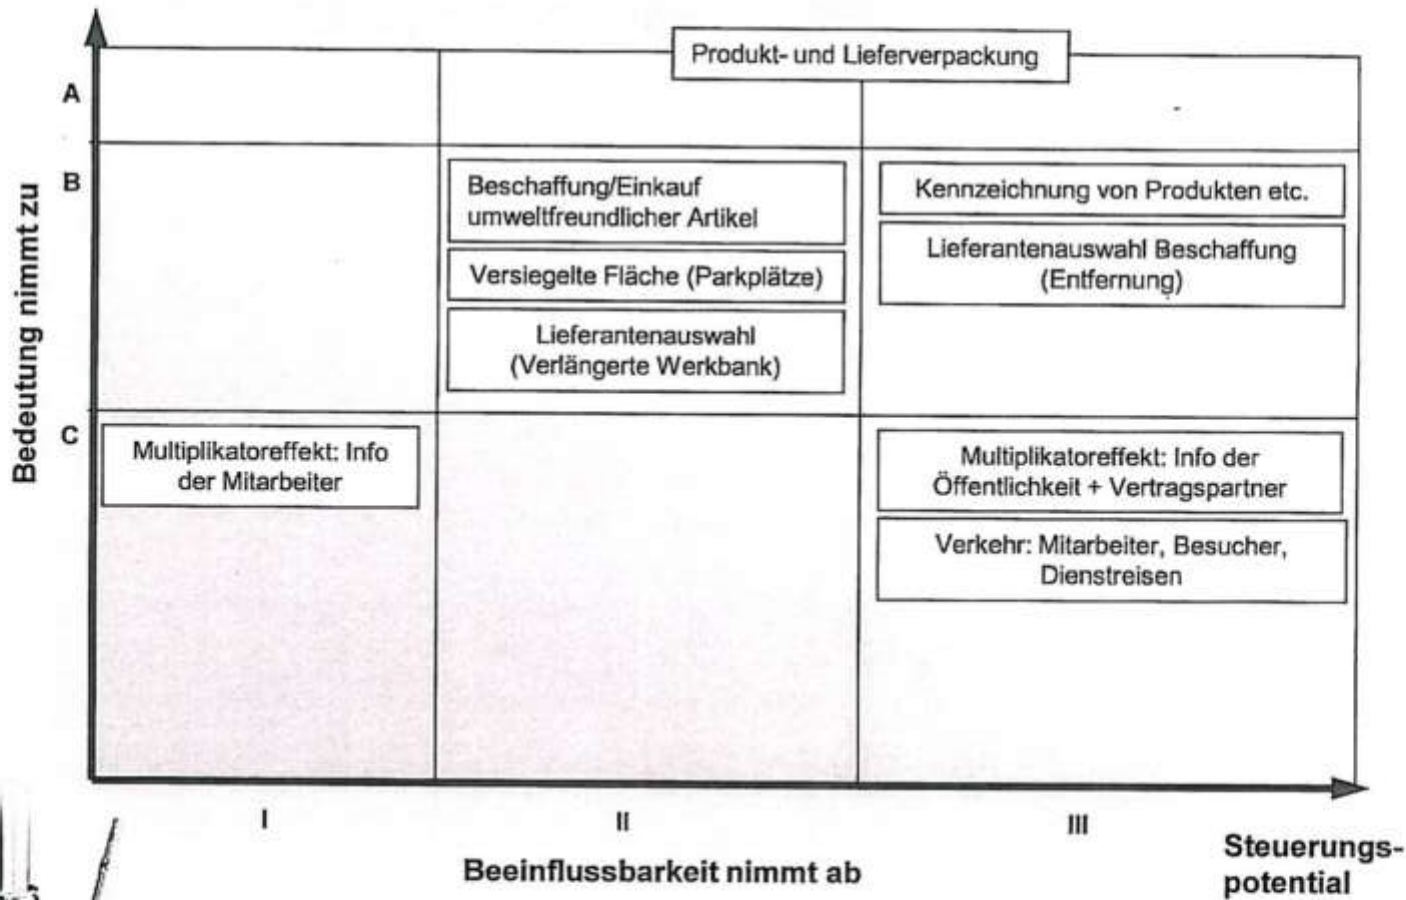 Produkt- und Lieferverpackung
A
B
Beschaffung/Einkauf
umweltfreundlicher Artikel
Kennzeichnung von Produkten etc.
Versiegelte Fläche (Parkplätze)
Lieferantenauswahl Beschaffung
(Entfernung)
Lieferantenauswahl
(Verlängerte Werkbank)
Bedeutung nimmt zu
C
Multiplikatoreffekt: Info
der Mitarbeiter
Multiplikatoreffekt: Info der
Öffentlichkeit + Vertragspartner
Verkehr: Mitarbeiter, Besucher,
Dienstreisen
I
II
III
Beeinflussbarkeit nimmt ab
Steuerungs-
potential